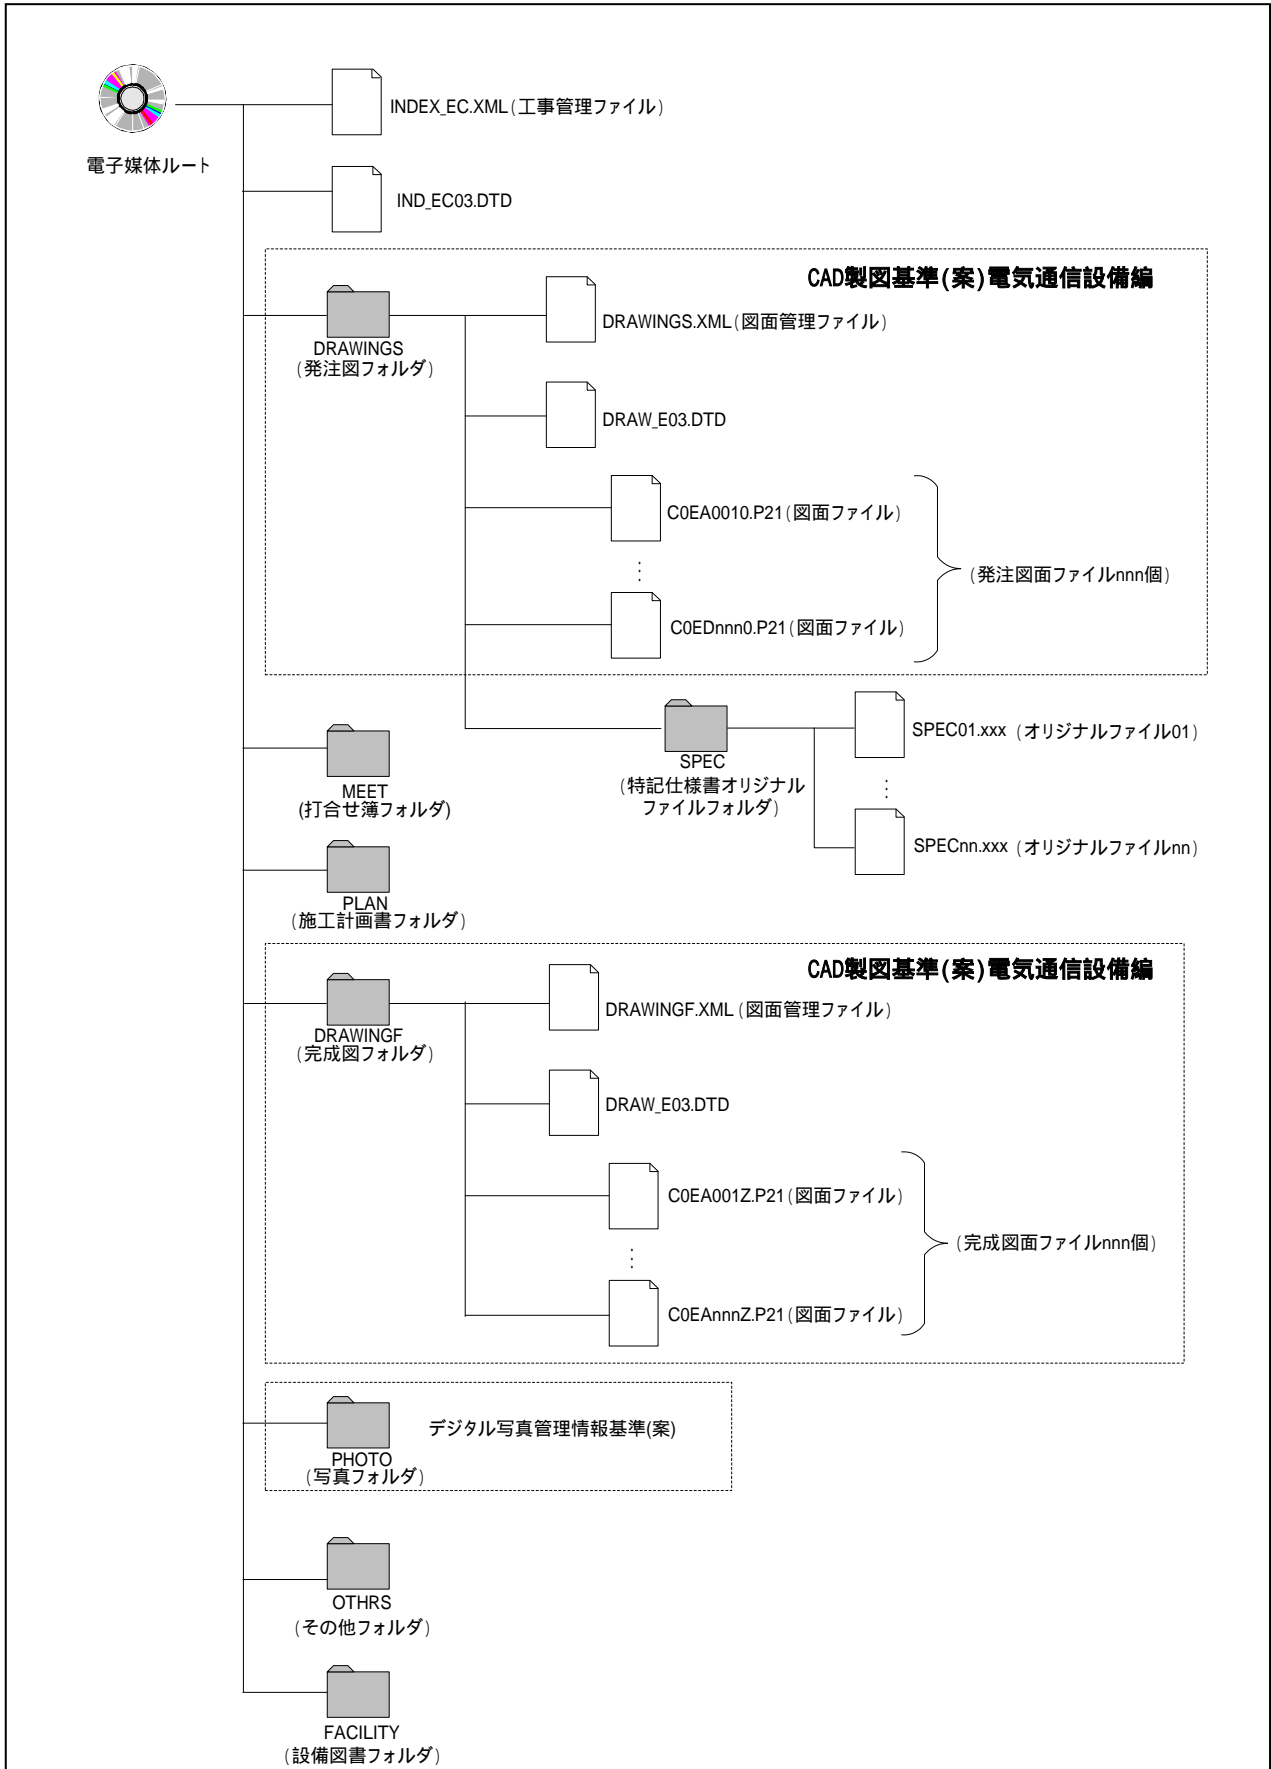 INDEX_EC.XML(工事管理ファイル)
電子媒体ルート
IND_EC03.DTD
CAD製図基準(案)電気通信設備編
DRAWINGS.XML(図面管理ファイル)
DRAWINGS
(発注図フォルダ)
DRAW_E03.DTD
C0EA0010.P21(図面ファイル)
(発注図面ファイルnnn個)
C0EDnnn0.P21(図面ファイル)
SPEC01.xxx (オリジナルファイル01)
SPEC
(特記仕様書オリジナル
ファイルフォルダ)
MEET
(打合せ簿フォルダ)
SPECnn.xxx (オリジナルファイルnn)
PLAN
(施工計画書フォルダ)
CAD製図基準(案)電気通信設備編
DRAWINGF.XML(図面管理ファイル)
DRAWINGF
(完成図フォルダ)
DRAW_E03.DTD
C0EA001Z.P21(図面ファイル)
(完成図面ファイルnnn個)
C0EAnnnZ.P21(図面ファイル)
デジタル写真管理情報基準(案)
PHOTO
(写真フォルダ)
OTHRS
(その他フォルダ)
FACILITY
(設備図書フォルダ)